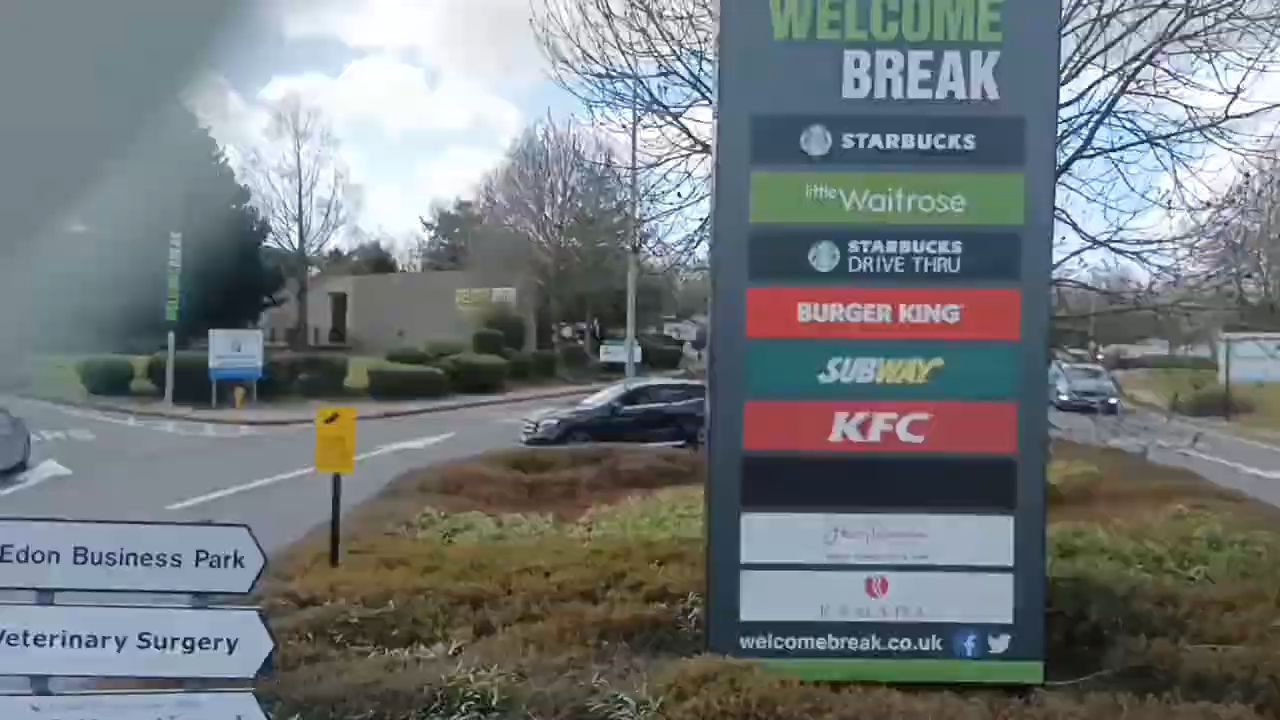 WELCOME
BREAK
STARBUCKS
little Waitrose
STARBUCKS
DRIVE THRU
BURGER KING
SUBWAY
KFC
welcomebreak.co.uk
Edon Business Park
Veterinary Surgery